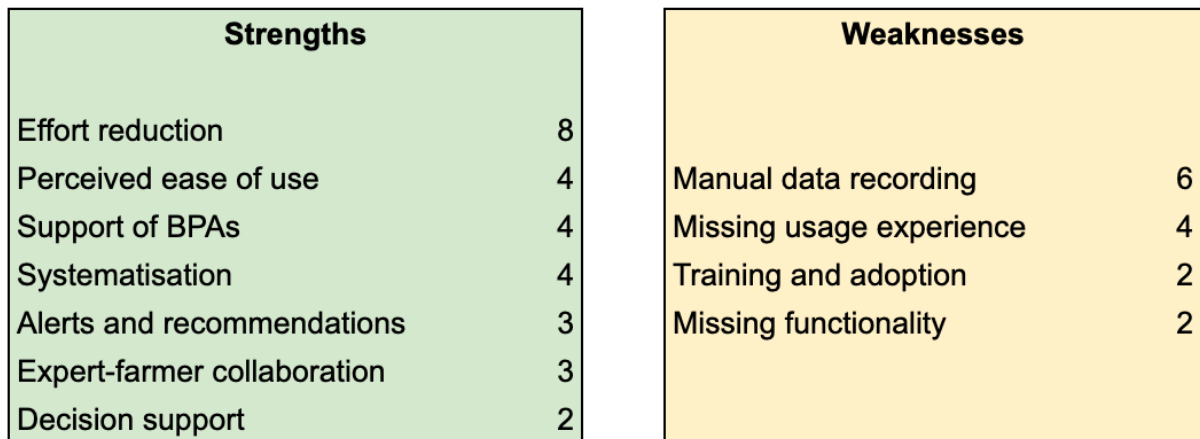 Strengths
Effort reduction 8
Perceived ease of use 4
Support of BPAs 4
Systematisation 4
Alerts and recommendations 3
Expert-farmer collaboration 3
Decision support 2
Weaknesses
Manual data recording 6
Missing usage experience 4
Training and adoption 2
Missing functionality 2